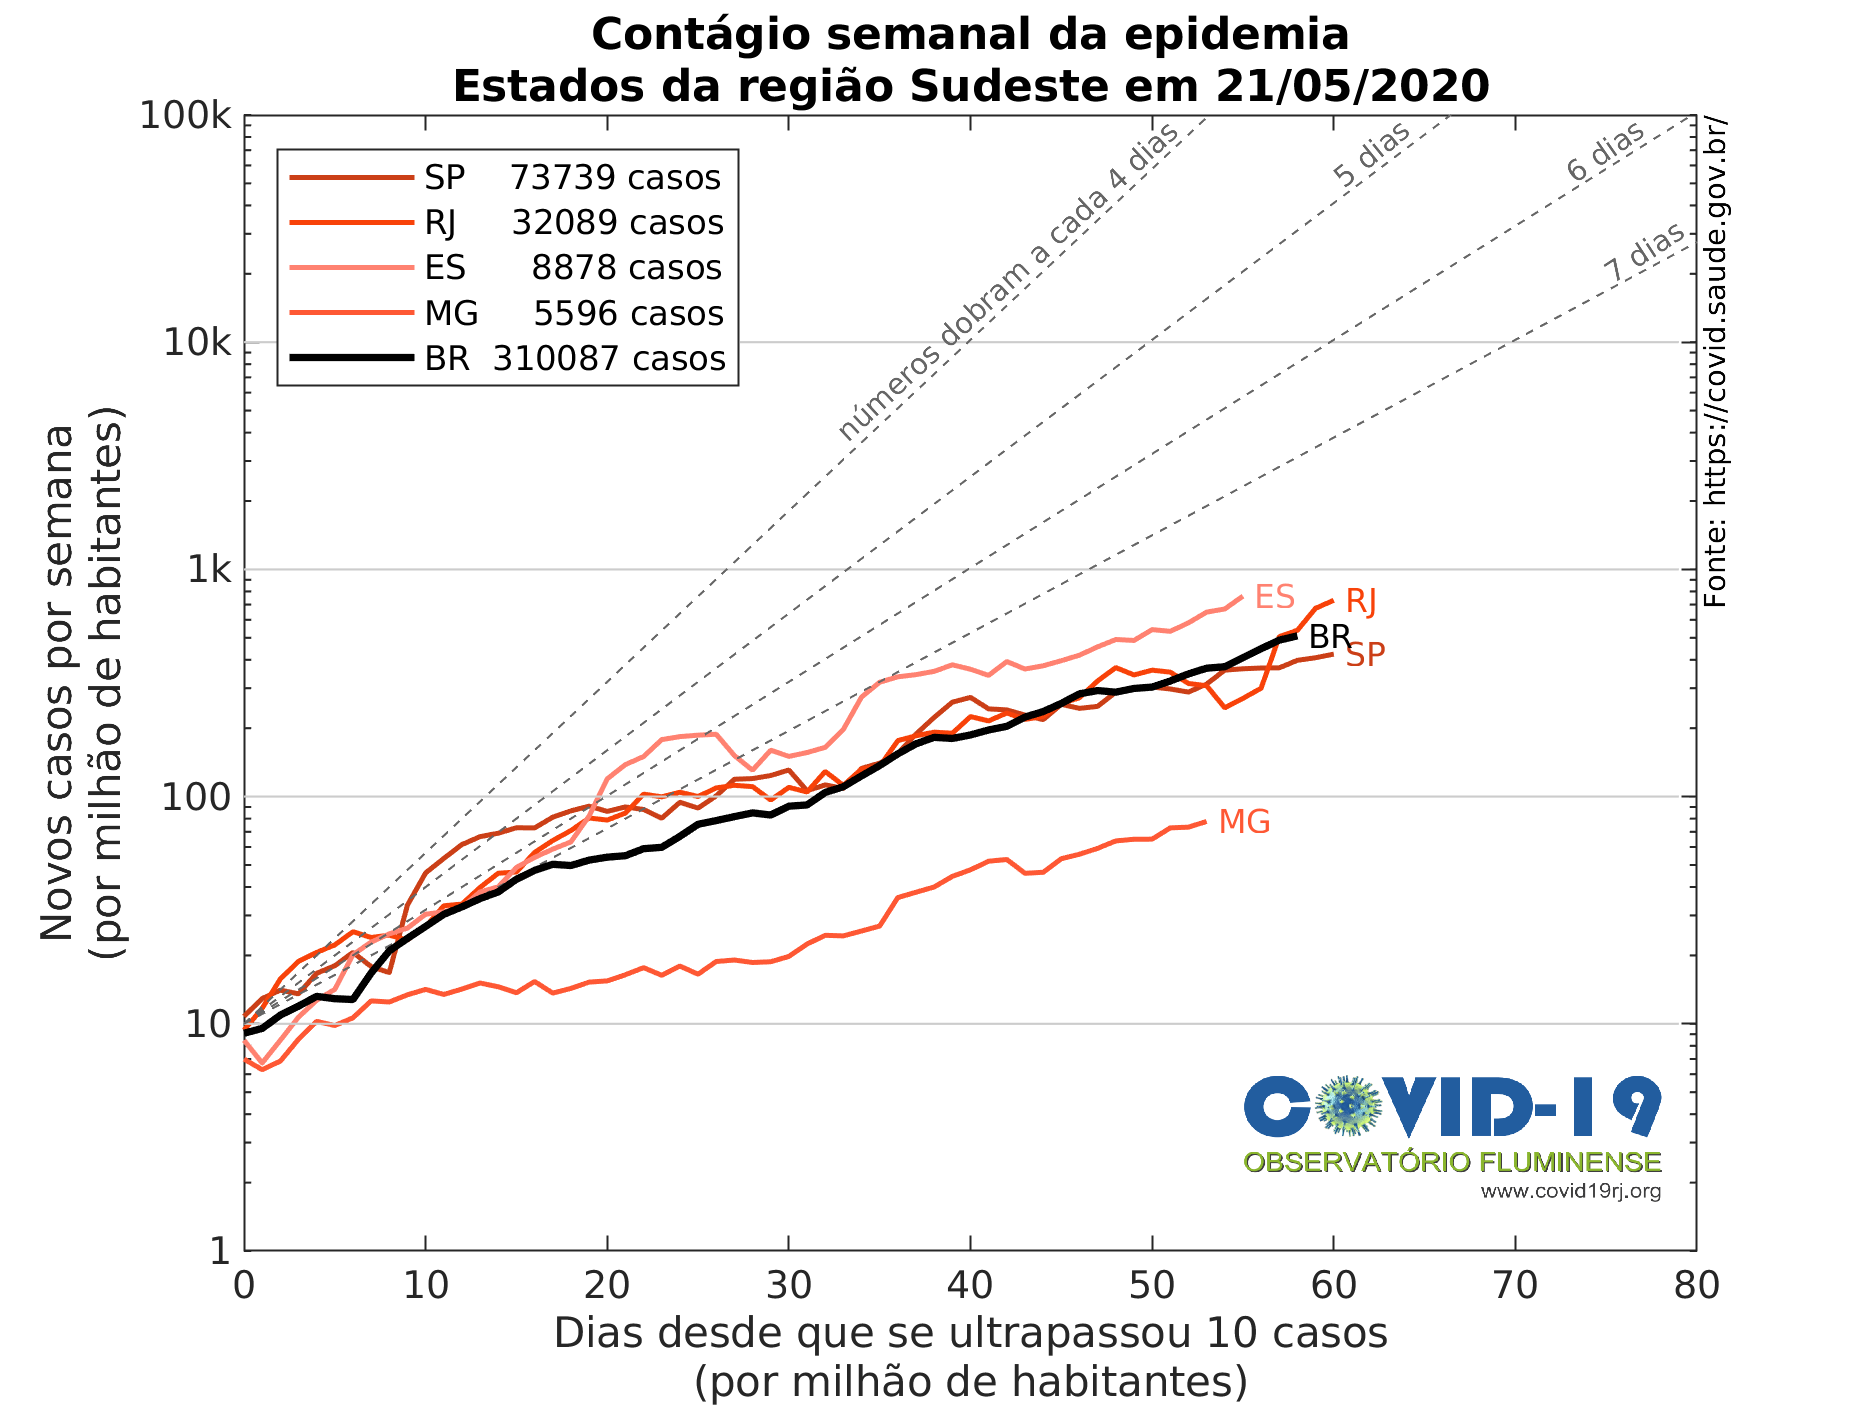 Contágio semanal da epidemia
Estados da região Sudeste em 21/05/2020
100k
10k
1k
100
10
1
Novos casos por semana
(por milhão de habitantes)
SP 73739 casos
RJ 32089 casos
ES 8878 casos
MG 5596 casos
BR 310087 casos
números dobram a cada 4 dias
5 dias
6 dias
7 dias
Fonte: https://covid.saude.gov.br/
ES
RJ
BR
SP
MG
COVID-19
OBSERVATÓRIO FLUMINENSE
www.covid19rj.org
0 10 20 30 40 50 60 70 80
Dias desde que se ultrapassou 10 casos
(por milhão de habitantes)